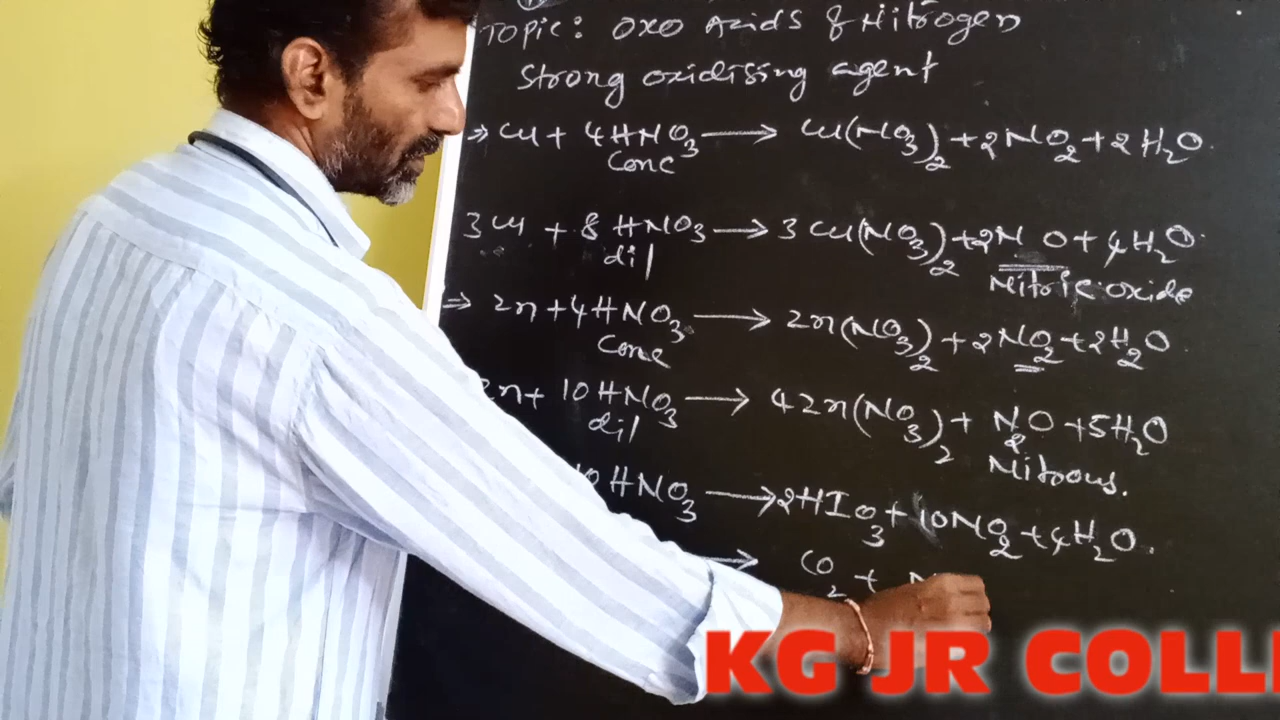 Topic: Oxo Acids of Nitrogen
Strong oxidising agent
⇒ Cu + 4HNO3 → Cu(NO3)2 + 2NO2 + 2H2O.
Conc
3Cu + 8HNO3 → 3Cu(NO3)2 + 2NO + 4H2O.
dil
Nitric oxide
⇒ Zn + 4HNO3 → Zn(NO3)2 + 2NO2 + 2H2O.
Conc
Zn + 10HNO3 → 4Zn(NO3)2 + N2O + 5H2O
dil
Nitrous.
10HNO3 → 2HIO3 + 10NO2 + 4H2O.
→ CO2 + N
KG JR COLL